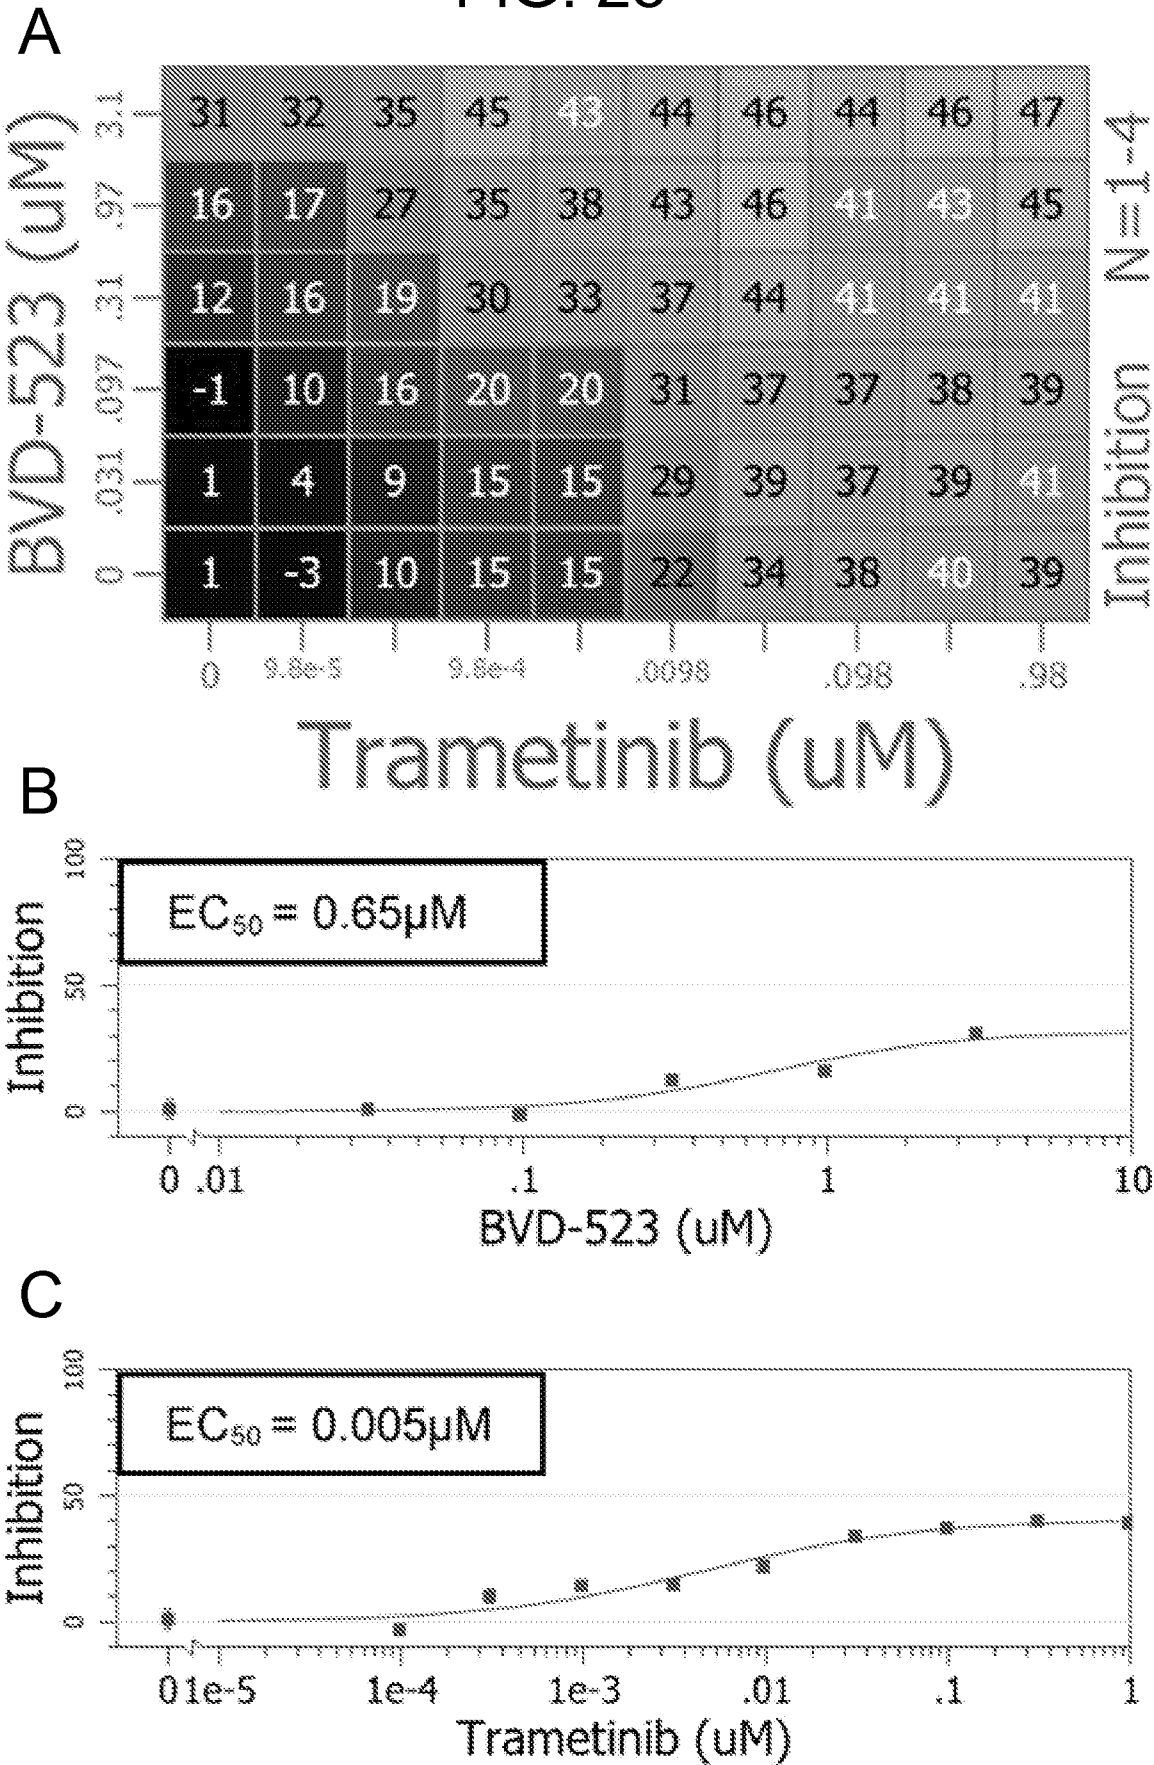 A
BVD-523 (uM)
3.1 31 32 35 45 43 44 46 44 46 47
.97 16 17 27 35 38 43 46 41 43 45
.31 12 16 19 30 33 37 44 41 41 41
.097 -1 10 16 20 20 31 37 37 38 39
.031 1 4 9 15 15 29 39 37 39 41
0 1 -3 10 15 15 22 34 38 40 39
Inhibition N=1-4
0 9.8e-5 9.8e-4 .0098 .098 .98
Trametinib (uM)
B
EC50 = 0.65µM
Inhibition
100
50
0
0 .01 .1 1 10
BVD-523 (uM)
C
EC50 = 0.005µM
Inhibition
100
50
0
0 1e-5 1e-4 1e-3 .01 .1 1
Trametinib (uM)